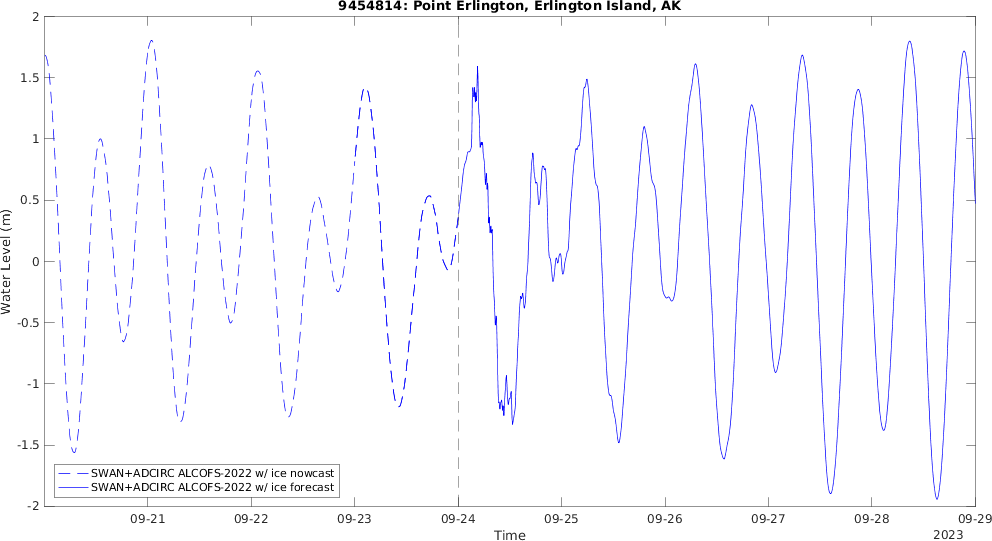 9454814: Point Erlington, Erlington Island, AK
2
1.5
1
0.5
0
-0.5
-1
-1.5
-2
Water Level (m)
SWAN+ADCIRC ALCOFS-2022 w/ ice nowcast
SWAN+ADCIRC ALCOFS-2022 w/ ice forecast
09-21 09-22 09-23 09-24 09-25 09-26 09-27 09-28 09-29
Time
2023